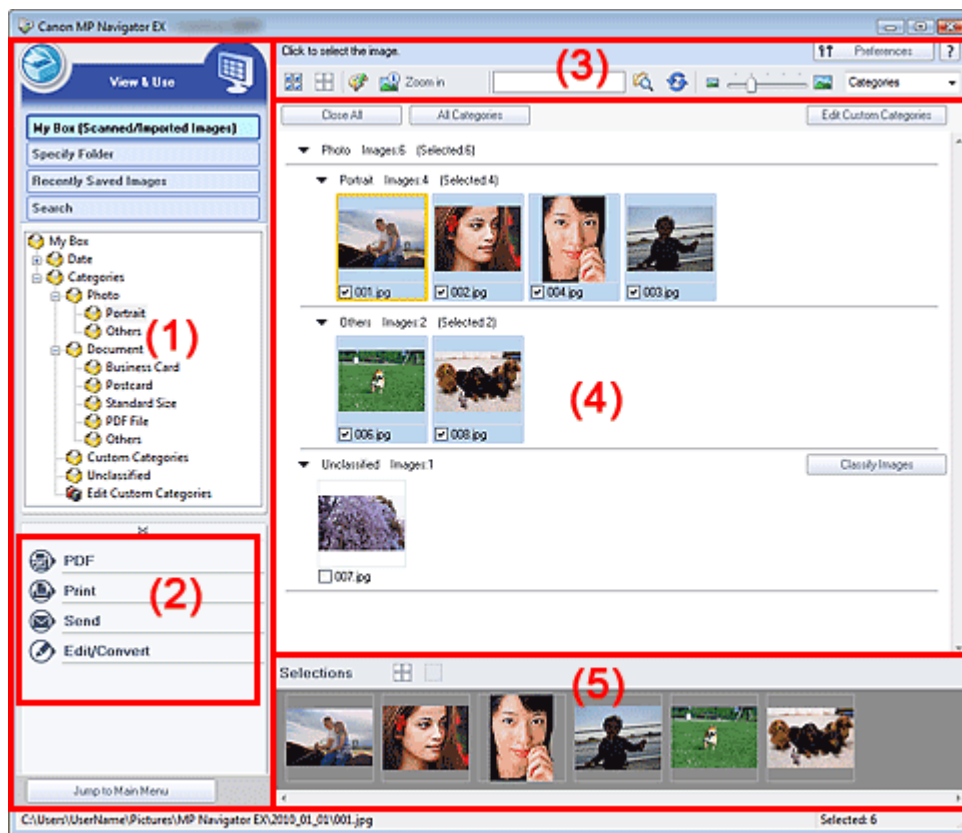 Canon MP Navigator EX
View & Use
My Box (Scanned/Imported Images)
Specify Folder
Recently Saved Images
Search
My Box
Date
Categories
Photo
Portrait
Others
(1)
Document
Business Card
Postcard
Standard Size
PDF File
Others
Custom Categories
Unclassified
Edit Custom Categories
PDF
Print
(2)
Send
Edit/Convert
Jump to Main Menu
Click to select the image.
(3)
Preferences
?
Zoom in
Categories
Close All
All Categories
Edit Custom Categories
Photo Images:6 (Selected:6)
Portrait Images:4 (Selected:4)
001.jpg
002.jpg
004.jpg
003.jpg
Others Images:2 (Selected:2)
(4)
006.jpg
008.jpg
Unclassified Images:1
Classify Images
007.jpg
Selections
(5)
C:\Users\UserName\Pictures\MP Navigator EX\2010_01_01\001.jpg
Selected: 6